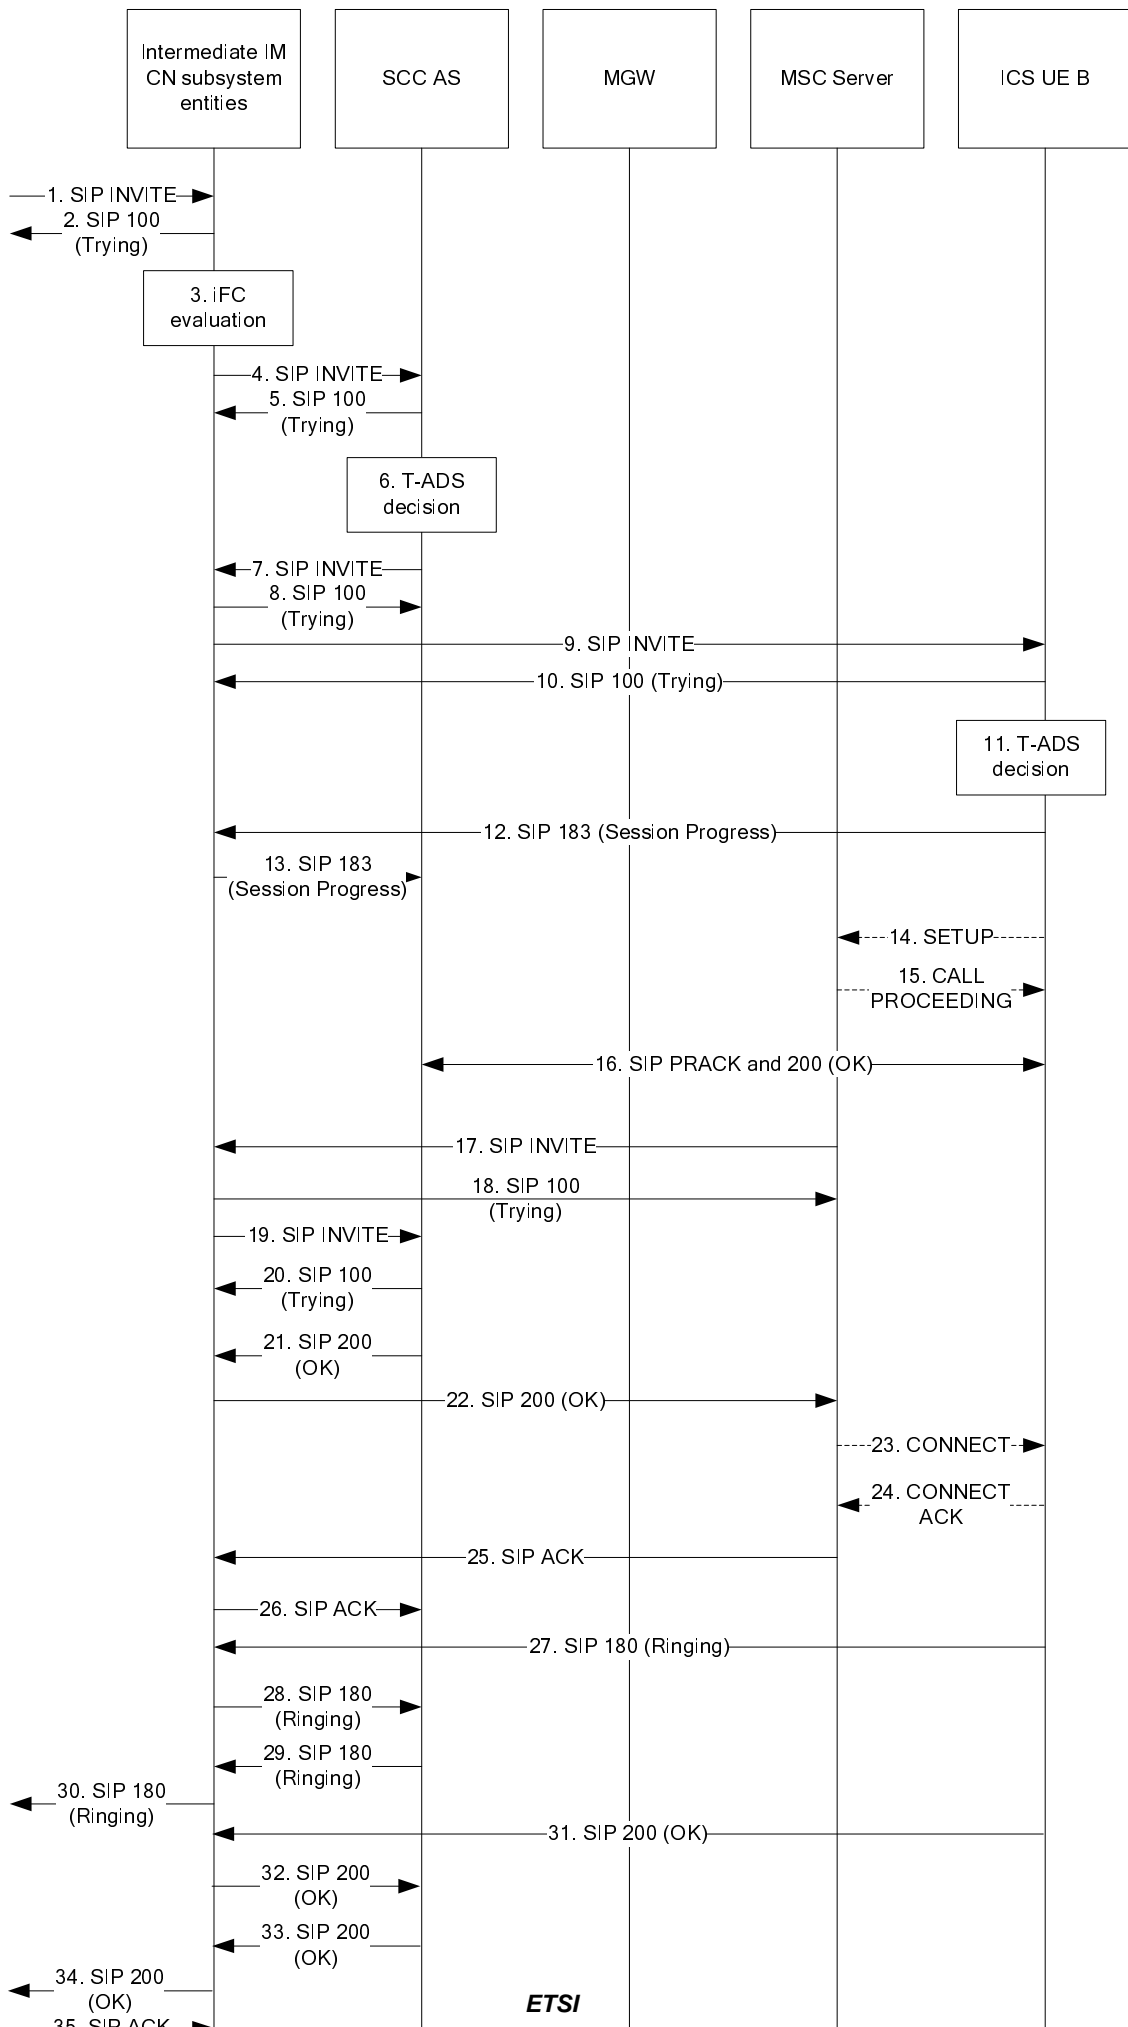 Intermediate IM
CN subsystem
entities
SCC AS
MGW
MSC Server
ICS UE B
1. SIP INVITE
2. SIP 100
(Trying)
3. iFC
evaluation
4. SIP INVITE
5. SIP 100
(Trying)
6. T-ADS
decision
7. SIP INVITE
8. SIP 100
(Trying)
9. SIP INVITE
10. SIP 100 (Trying)
11. T-ADS
decision
12. SIP 183 (Session Progress)
13. SIP 183
(Session Progress)
14. SETUP
15. CALL
PROCEEDING
16. SIP PRACK and 200 (OK)
17. SIP INVITE
18. SIP 100
(Trying)
19. SIP INVITE
20. SIP 100
(Trying)
21. SIP 200
(OK)
22. SIP 200 (OK)
23. CONNECT
24. CONNECT
ACK
25. SIP ACK
26. SIP ACK
27. SIP 180 (Ringing)
28. SIP 180
(Ringing)
29. SIP 180
(Ringing)
30. SIP 180
(Ringing)
31. SIP 200 (OK)
32. SIP 200
(OK)
33. SIP 200
(OK)
34. SIP 200
(OK)
ETSI
35. SIP ACK